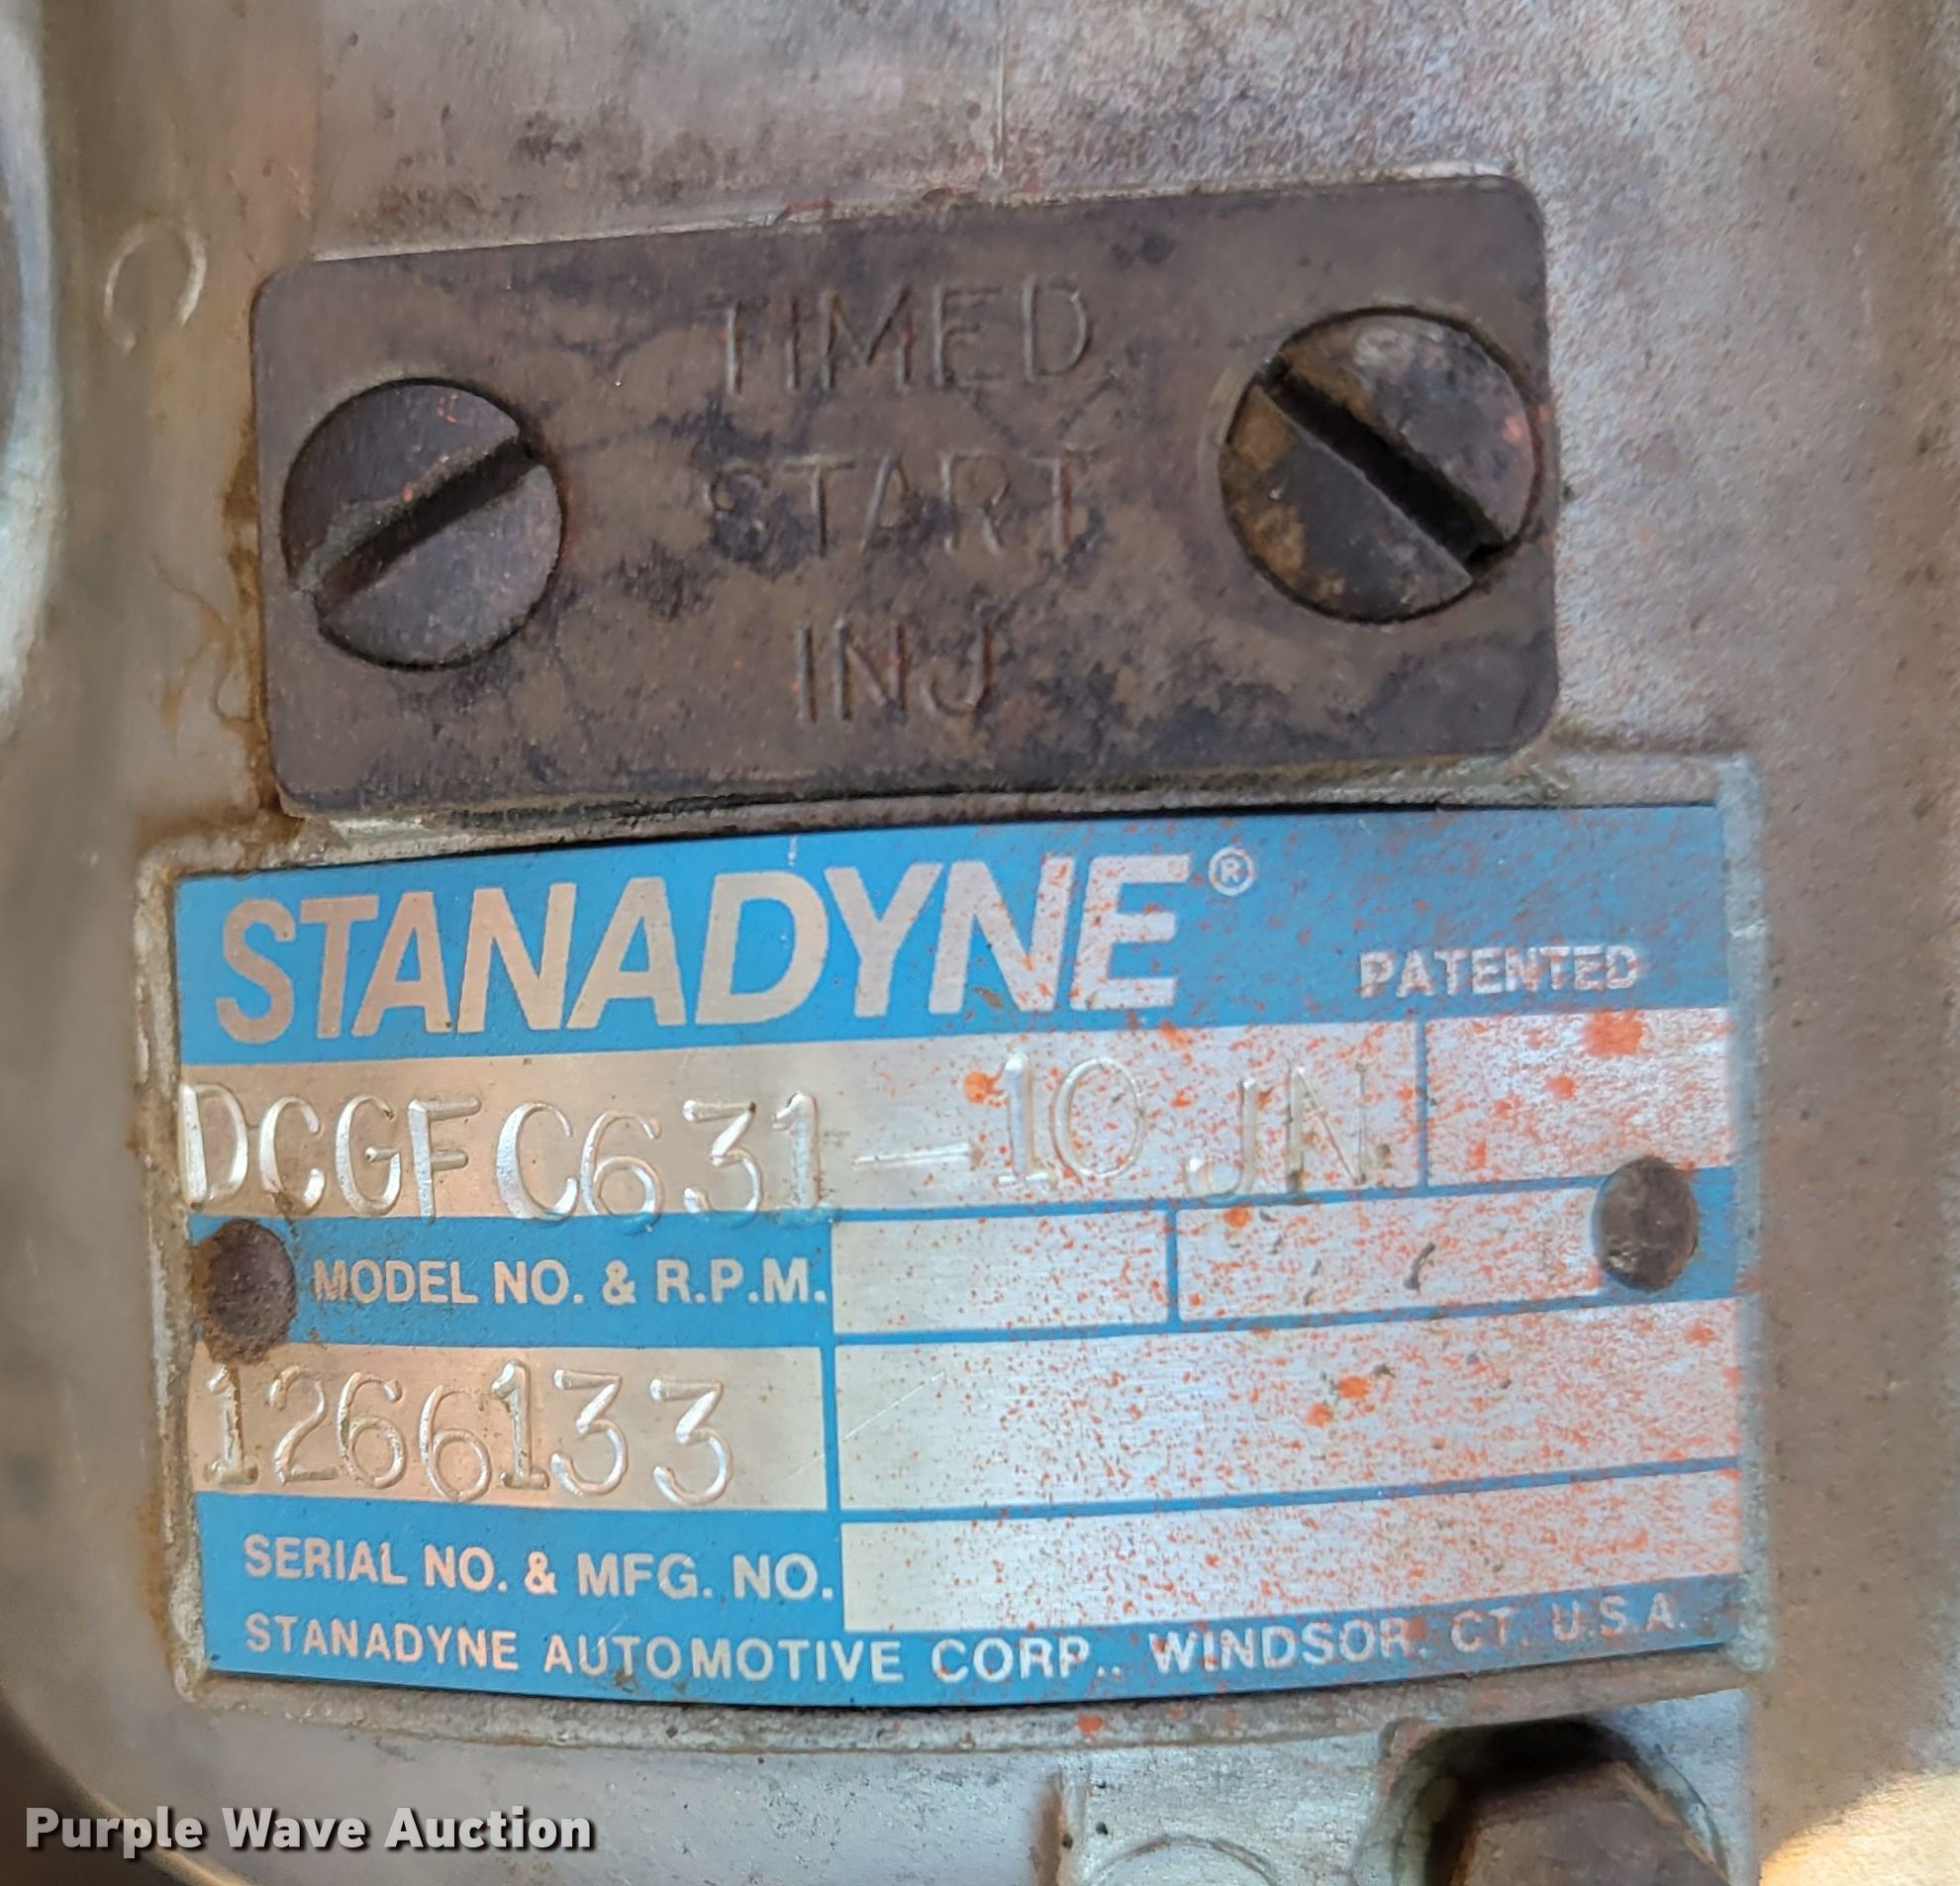 TIMED
START
INJ
STANADYNE®
PATENTED
DCGFC631-10JN
MODEL NO. & R.P.M.
1266133
SERIAL NO. & MFG. NO.
STANADYNE AUTOMOTIVE CORP., WINDSOR, CT. U.S.A.
Purple Wave Auction